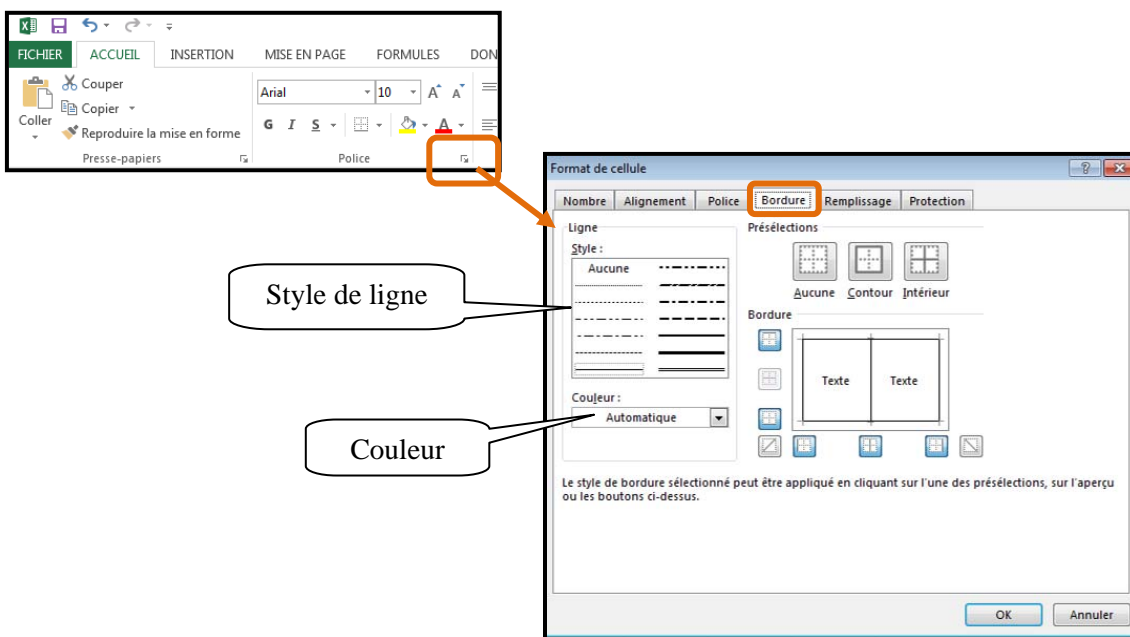 FICHIER ACCUEIL INSERTION MISE EN PAGE FORMULES DON
Couper
Copier
Coller
Reproduire la mise en forme
Presse-papiers
Arial 10 A A
G I S A
Police
Format de cellule
Nombre Alignement Police Bordure Remplissage Protection
Ligne
Style :
Aucune
Couleur :
Automatique
Présélections
Aucune Contour Intérieur
Bordure
Texte Texte
Le style de bordure sélectionné peut être appliqué en cliquant sur l'une des présélections, sur l'aperçu
ou les boutons ci-dessus.
OK Annuler
Style de ligne
Couleur